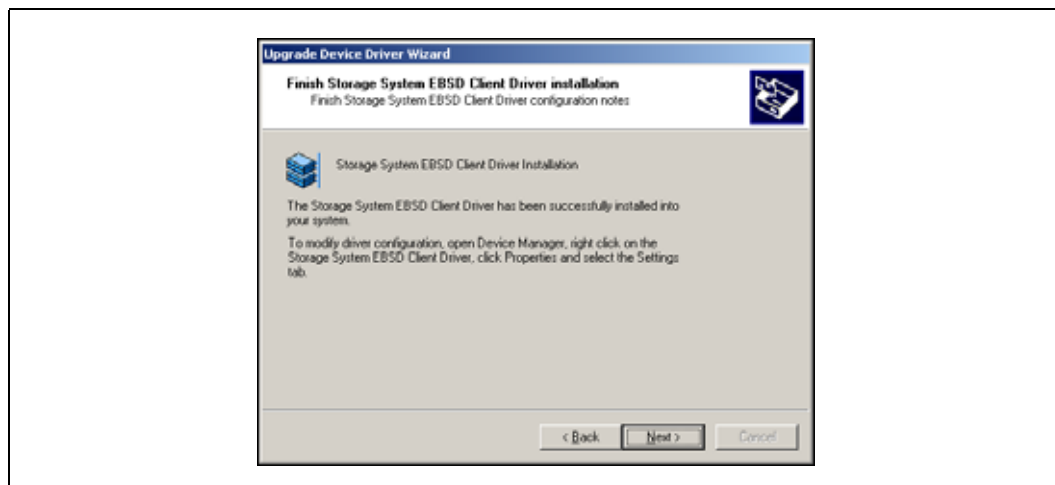 Upgrade Device Driver Wizard
Finish Storage System EBSD Client Driver installation
Finish Storage System EBSD Client Driver configuration notes
Storage System EBSD Client Driver Installation
The Storage System EBSD Client Driver has been successfully installed into
your system.
To modify driver configuration, open Device Manager, right click on the
Storage System EBSD Client Driver, click Properties and select the Settings
tab.
< Back Next > Cancel